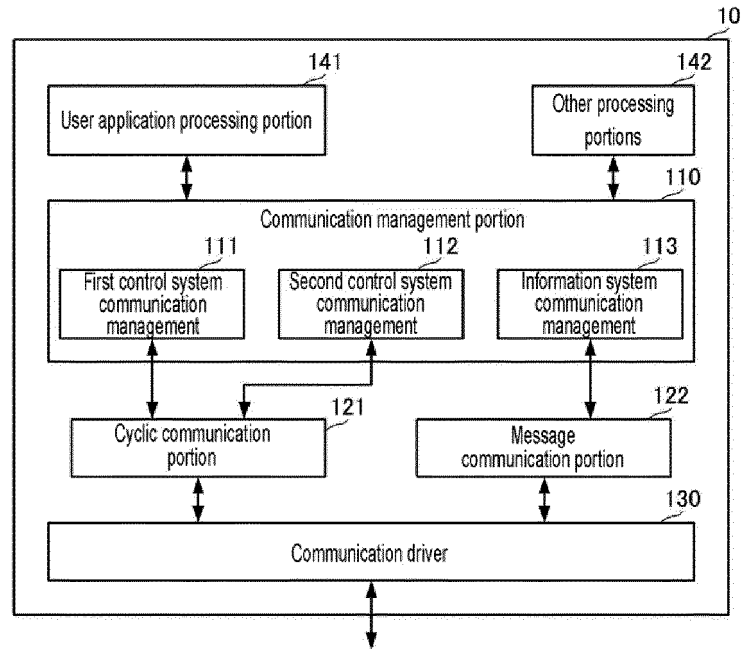 10
141
142
User application processing portion
Other processing
portions
110
Communication management portion
111
112
113
First control system
communication
management
Second control system
communication
management
Information system
communication
management
121
122
Cyclic communication
portion
Message
communication portion
130
Communication driver